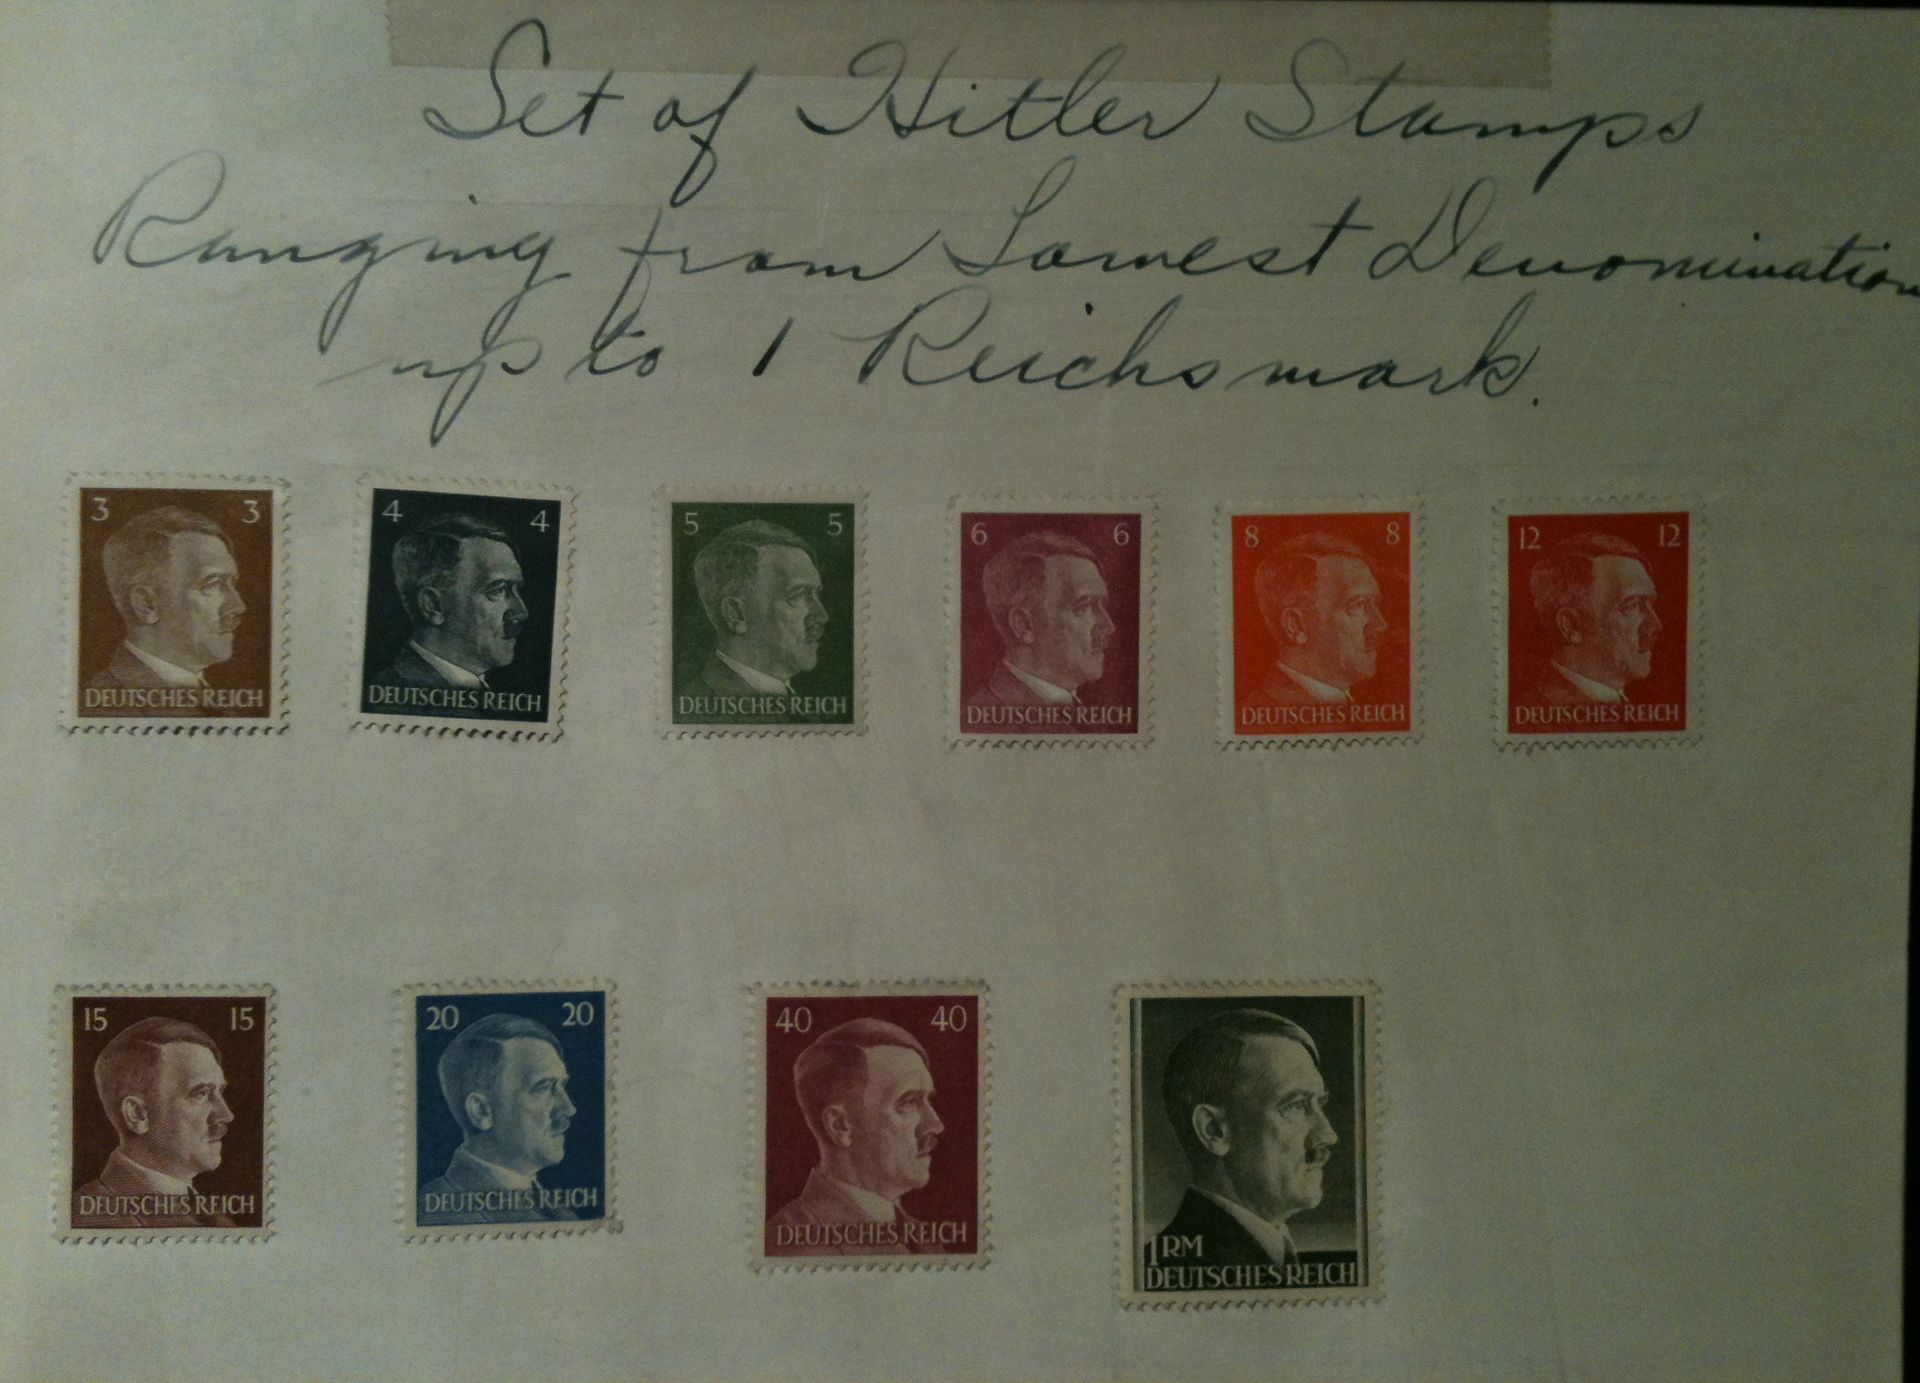 Set of Hitler Stamps
Ranging from Lowest Denomination
up to 1 Reichsmark.
3 3
DEUTSCHES REICH
4 4
DEUTSCHES REICH
5 5
DEUTSCHES REICH
6 6
DEUTSCHES REICH
8 8
DEUTSCHES REICH
12 12
DEUTSCHES REICH
15 15
DEUTSCHES REICH
20 20
DEUTSCHES REICH
40 40
DEUTSCHES REICH
1 RM
DEUTSCHES REICH